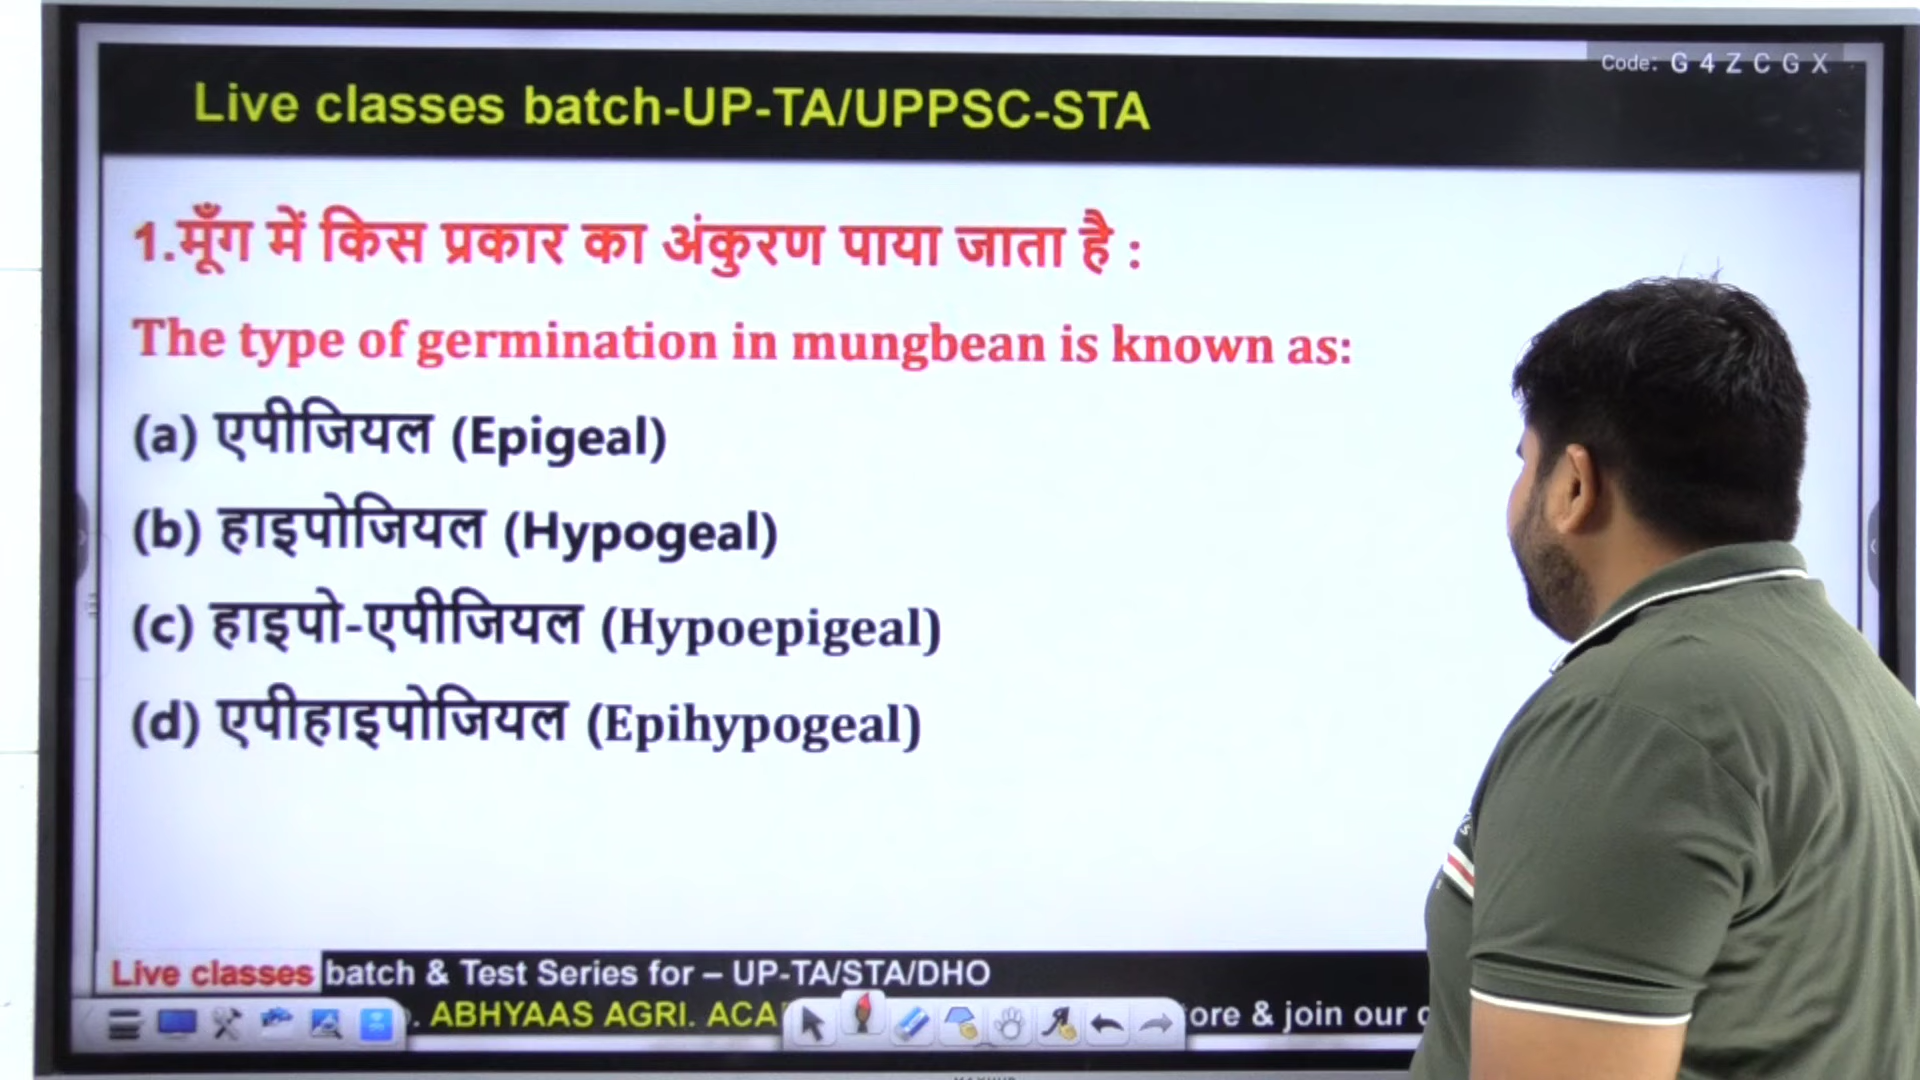 Code: G 4 Z C G X
Live classes batch-UP-TA/UPPSC-STA
1.मूँग में किस प्रकार का अंकुरण पाया जाता है :
The type of germination in mungbean is known as:
(a) एपीजियल (Epigeal)
(b) हाइपोजियल (Hypogeal)
(c) हाइपो-एपीजियल (Hypoepigeal)
(d) एपीहाइपोजियल (Epihypogeal)
Live classes batch & Test Series for – UP-TA/STA/DHO
. ABHYAAS AGRI. ACA ore & join our